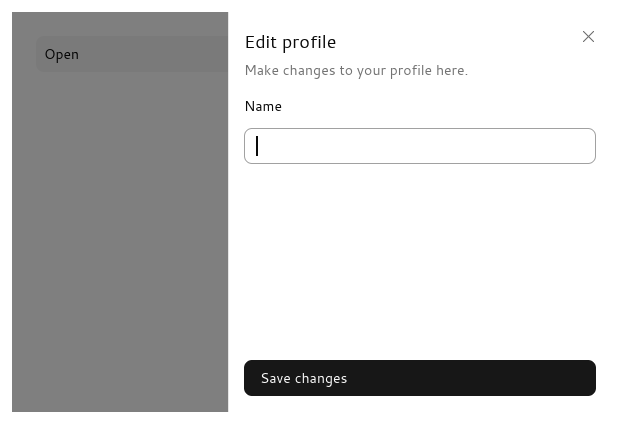 Open
Edit profile
Make changes to your profile here.
Name
Save changes